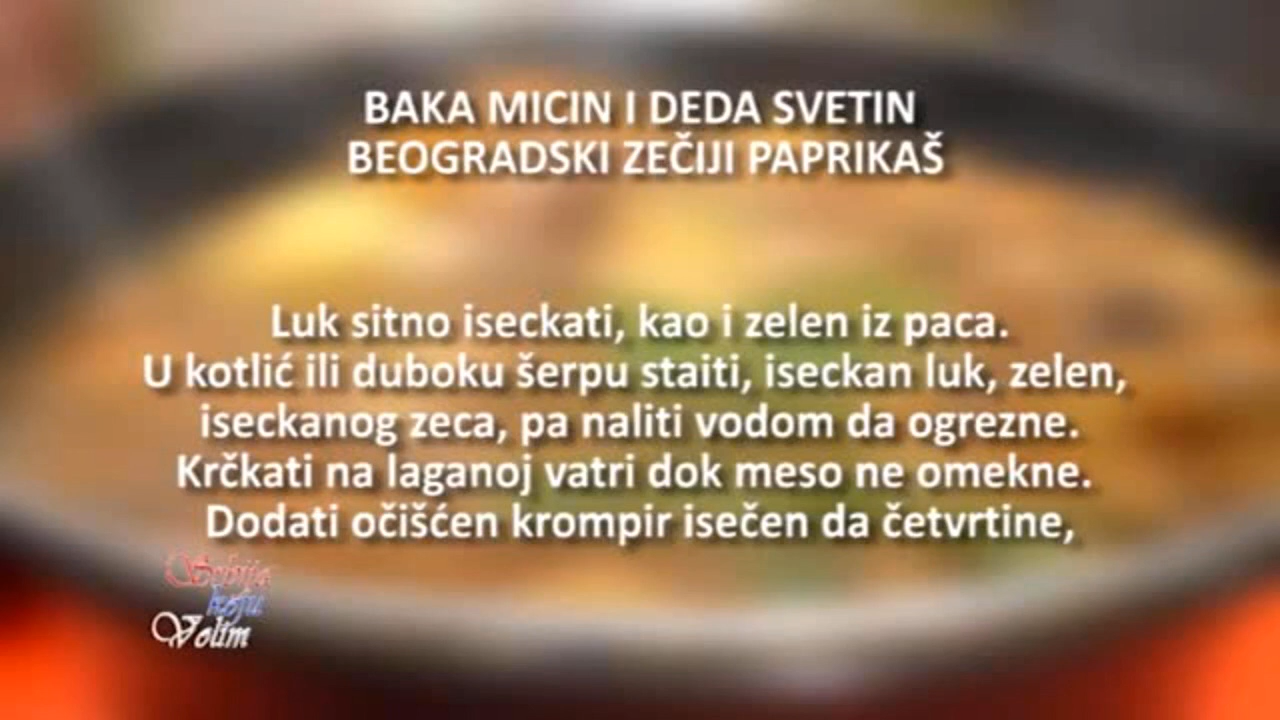 BAKA MICIN I DEDA SVETIN
BEOGRADSKI ZEČIJI PAPRIKAŠ
Luk sitno iseckati, kao i zelen iz paca.
U kotlić ili duboku šerpu staiti, iseckan luk, zelen,
iseckanog zeca, pa naliti vodom da ogrezne.
Krčkati na laganoj vatri dok meso ne omekne.
Dodati očišćen krompir isečen da četvrtine,
Srbija
koju
Volim